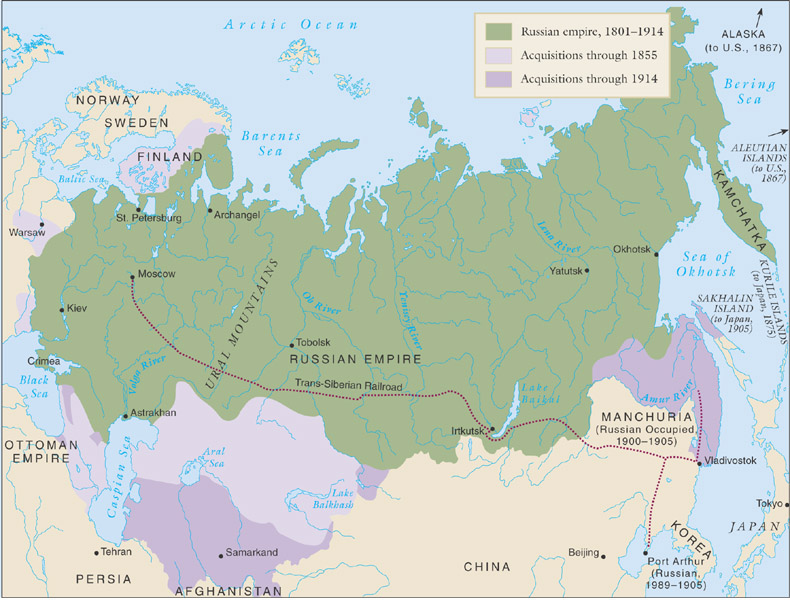 Arctic Ocean
Russian empire, 1801–1914
Acquisitions through 1855
Acquisitions through 1914
ALASKA
(to U.S., 1867)
Bering
Sea
ALEUTIAN
ISLANDS
(to U.S.,
1867)
NORWAY
SWEDEN
FINLAND
Barents
Sea
Baltic Sea
St. Petersburg
Archangel
Warsaw
Moscow
Kiev
Crimea
Black
Sea
Volga River
Astrakhan
URAL MOUNTAINS
Ob River
Tobolsk
Yenisey River
RUSSIAN EMPIRE
Trans-Siberian Railroad
Lena River
Yatutsk
Okhotsk
KAMCHATKA
Sea of
Okhotsk
KURILE ISLANDS
(to Japan, 1875)
SAKHALIN
ISLAND
(to Japan,
1905)
Lake
Baikal
Irtkutsk
Amur River
MANCHURIA
(Russian Occupied,
1900–1905)
Vladivostok
OTTOMAN
EMPIRE
Caspian Sea
Aral
Sea
Lake
Balkhash
Tehran
Samarkand
PERSIA
AFGHANISTAN
CHINA
Beijing
KOREA
Port Arthur
(Russian,
1989–1905)
Tokyo
JAPAN